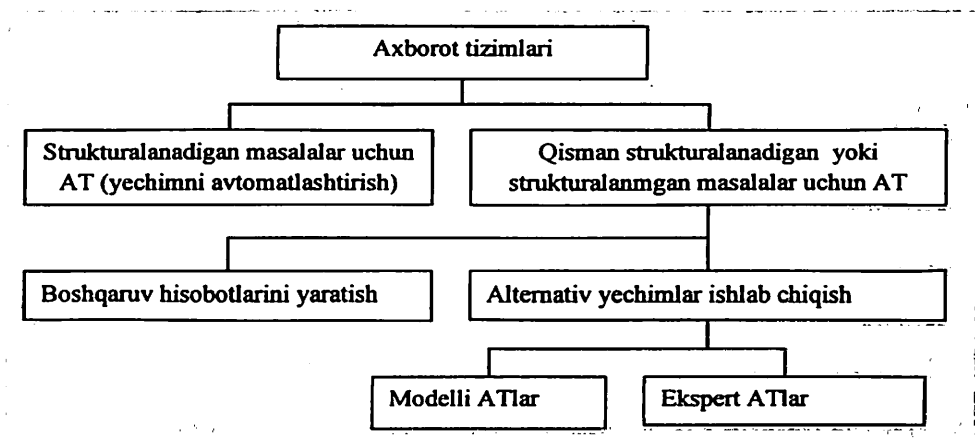 Axborot tizimlari
Strukturalanadigan masalalar uchun
AT (yechimni avtomatlashtirish)
Qisman strukturalanadigan yoki
strukturalanmgan masalalar uchun AT
Boshqaruv hisobotlarini yaratish
Alternativ yechimlar ishlab chiqish
Modelli ATlar
Ekspert ATlar